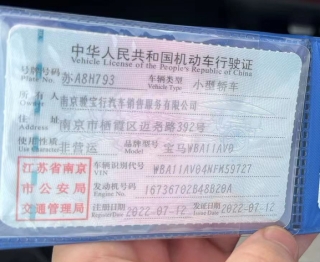 中华人民共和国机动车行驶证
Vehicle License of the People's Republic of China
号牌号码 苏A8H793 车辆类型 小型轿车
Plate No. Vehicle Type
所有人 南京骏宝行汽车销售服务有限公司
Owner
住址 南京市栖霞区迈尧路392号
Address
使用性质 非营运 品牌型号 宝马WBA11AV0
Use Character Model
江苏省南京
市公安局
交通管理局
车辆识别代号 WBA11AV04NFM59727
VIN
发动机号码 16736702B48B20A
Engine No.
注册日期 2022-07-12 发证日期 2022-07-12
Register Date Issue Date